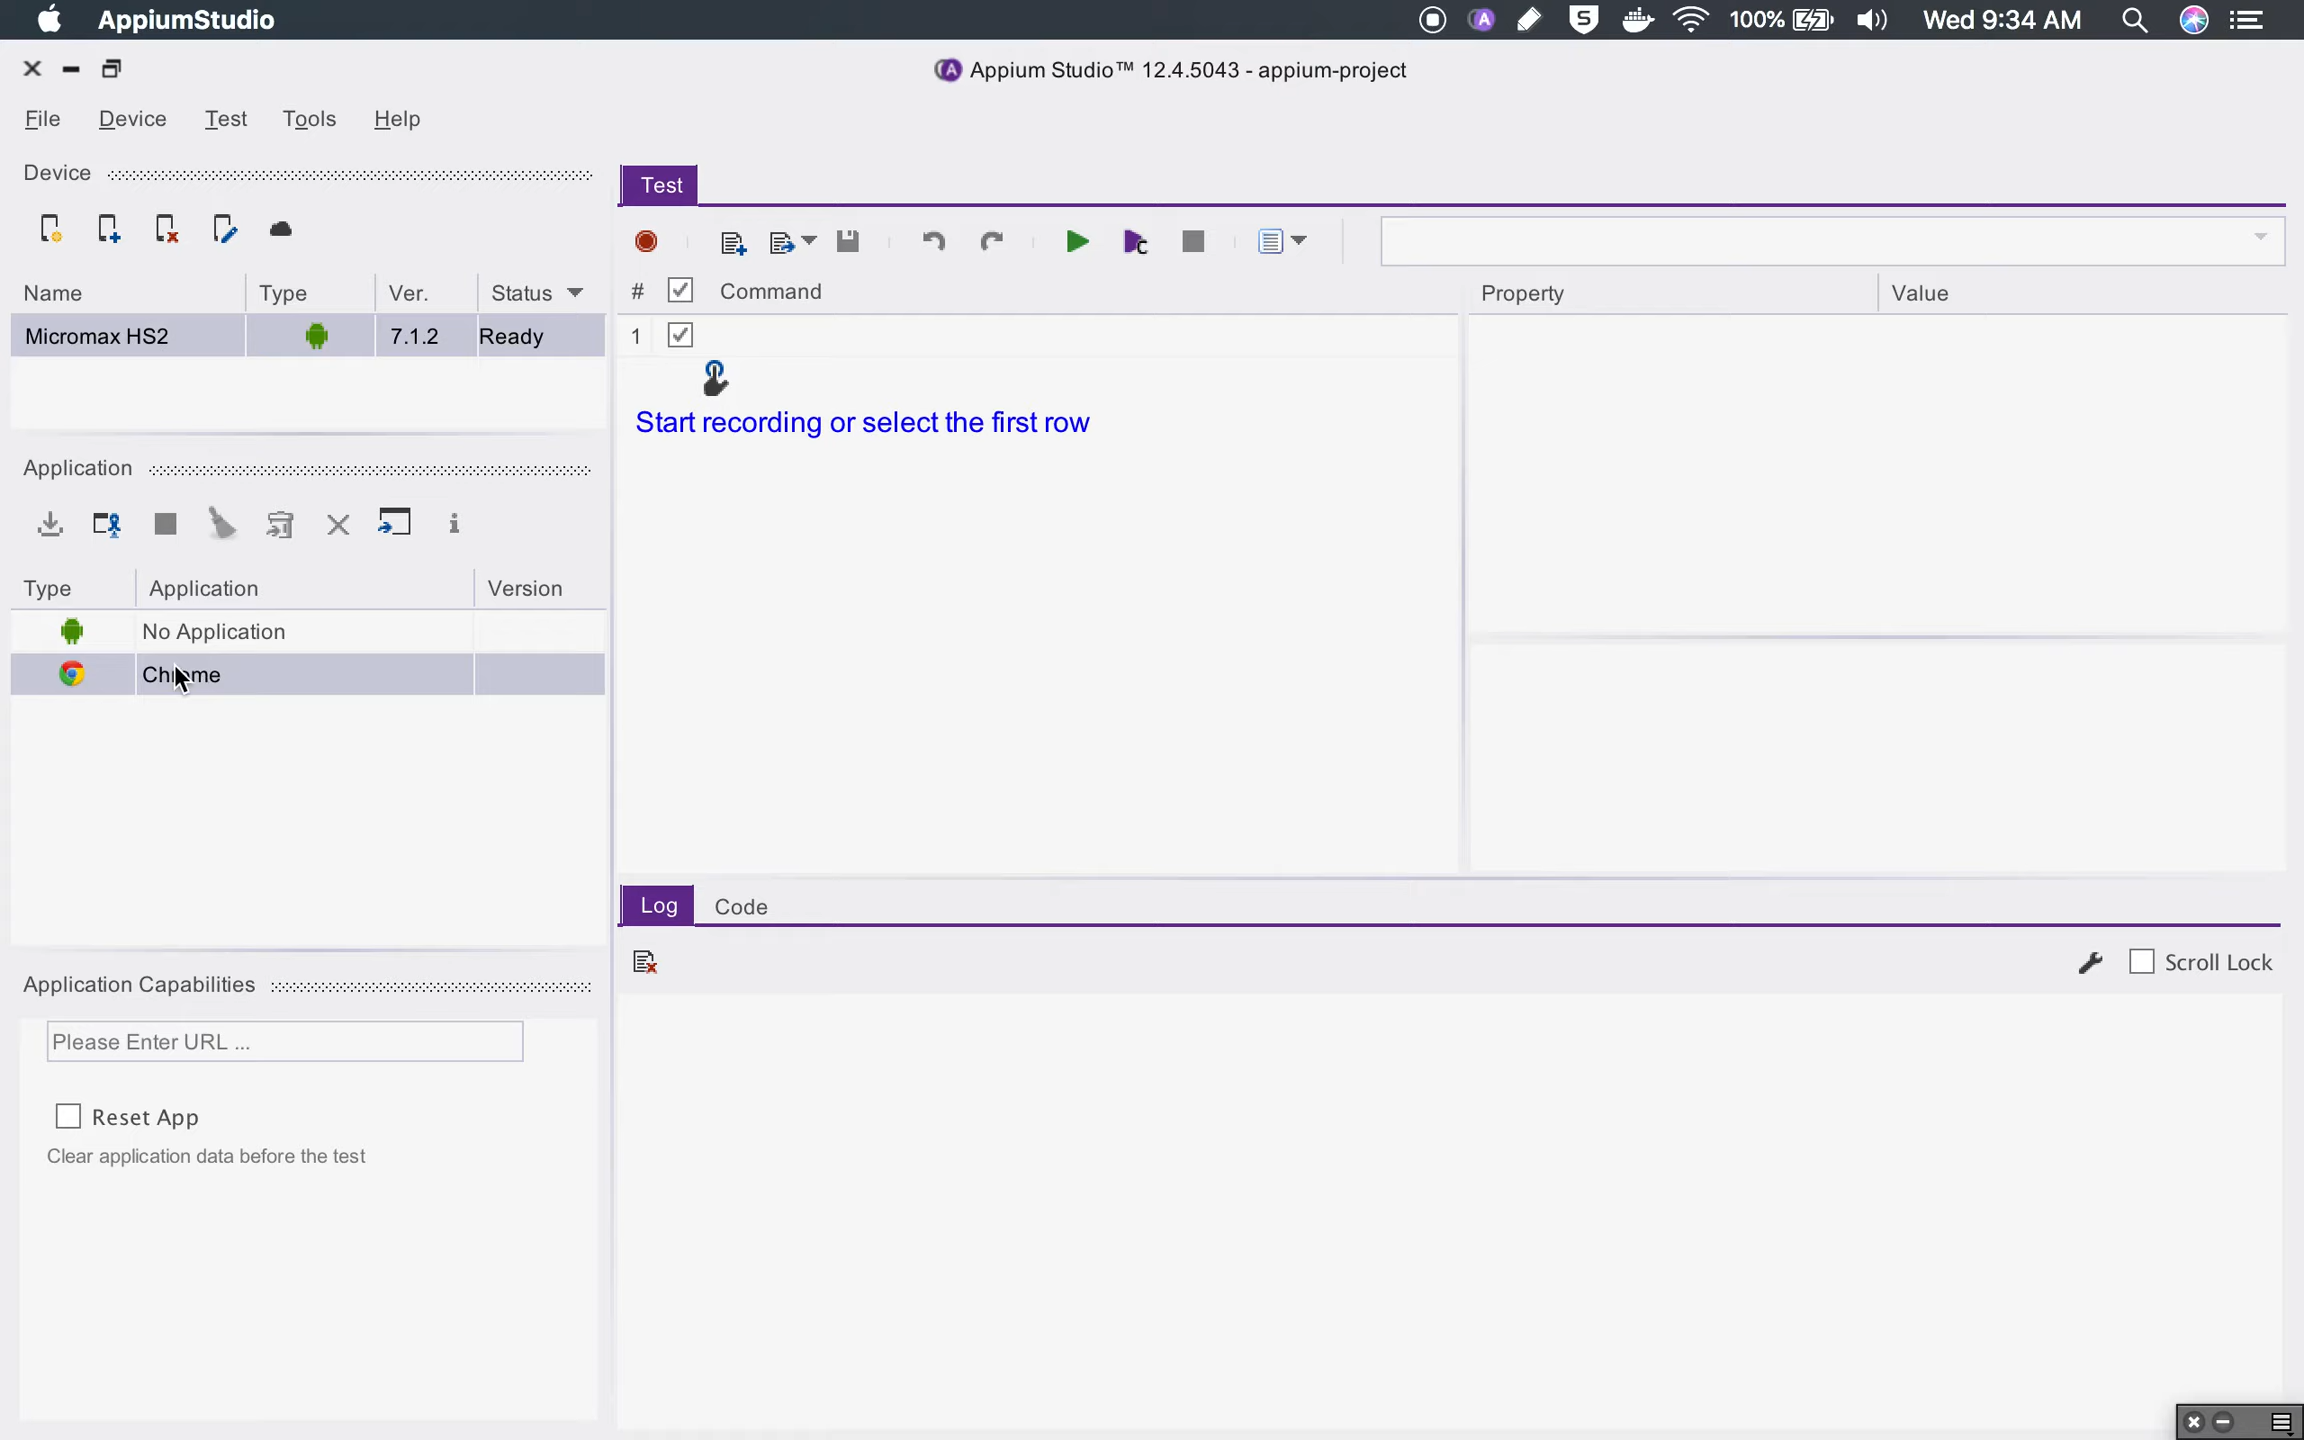 AppiumStudio
100%
Wed 9:34 AM
Appium Studio™ 12.4.5043 - appium-project
File Device Test Tools Help
Device
Name Type Ver. Status
Micromax HS2 7.1.2 Ready
Application
Type Application Version
No Application
Chrome
Application Capabilities
Please Enter URL ...
Reset App
Clear application data before the test
Test
# Command
1
Start recording or select the first row
Property Value
Log Code
Scroll Lock